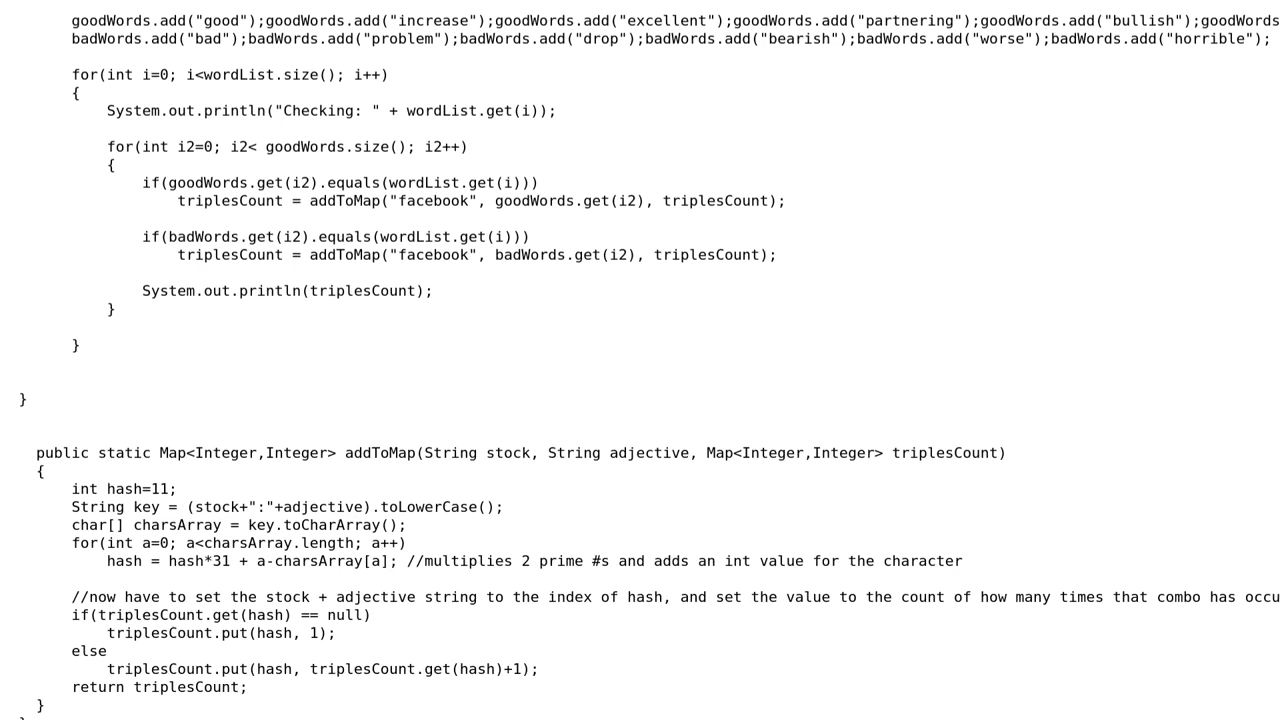 goodWords.add("good");goodWords.add("increase");goodWords.add("excellent");goodWords.add("partnering");goodWords.add("bullish");goodWords
badWords.add("bad");badWords.add("problem");badWords.add("drop");badWords.add("bearish");badWords.add("worse");badWords.add("horrible");
for(int i=0; i<wordList.size(); i++)
{
System.out.println("Checking: " + wordList.get(i));
for(int i2=0; i2< goodWords.size(); i2++)
{
if(goodWords.get(i2).equals(wordList.get(i)))
triplesCount = addToMap("facebook", goodWords.get(i2), triplesCount);
if(badWords.get(i2).equals(wordList.get(i)))
triplesCount = addToMap("facebook", badWords.get(i2), triplesCount);
System.out.println(triplesCount);
}
}
}
public static Map<Integer,Integer> addToMap(String stock, String adjective, Map<Integer,Integer> triplesCount)
{
int hash=11;
String key = (stock+":"+adjective).toLowerCase();
char[] charsArray = key.toCharArray();
for(int a=0; a<charsArray.length; a++)
hash = hash*31 + a-charsArray[a]; //multiplies 2 prime #s and adds an int value for the character
//now have to set the stock + adjective string to the index of hash, and set the value to the count of how many times that combo has occu
if(triplesCount.get(hash) == null)
triplesCount.put(hash, 1);
else
triplesCount.put(hash, triplesCount.get(hash)+1);
return triplesCount;
}
}